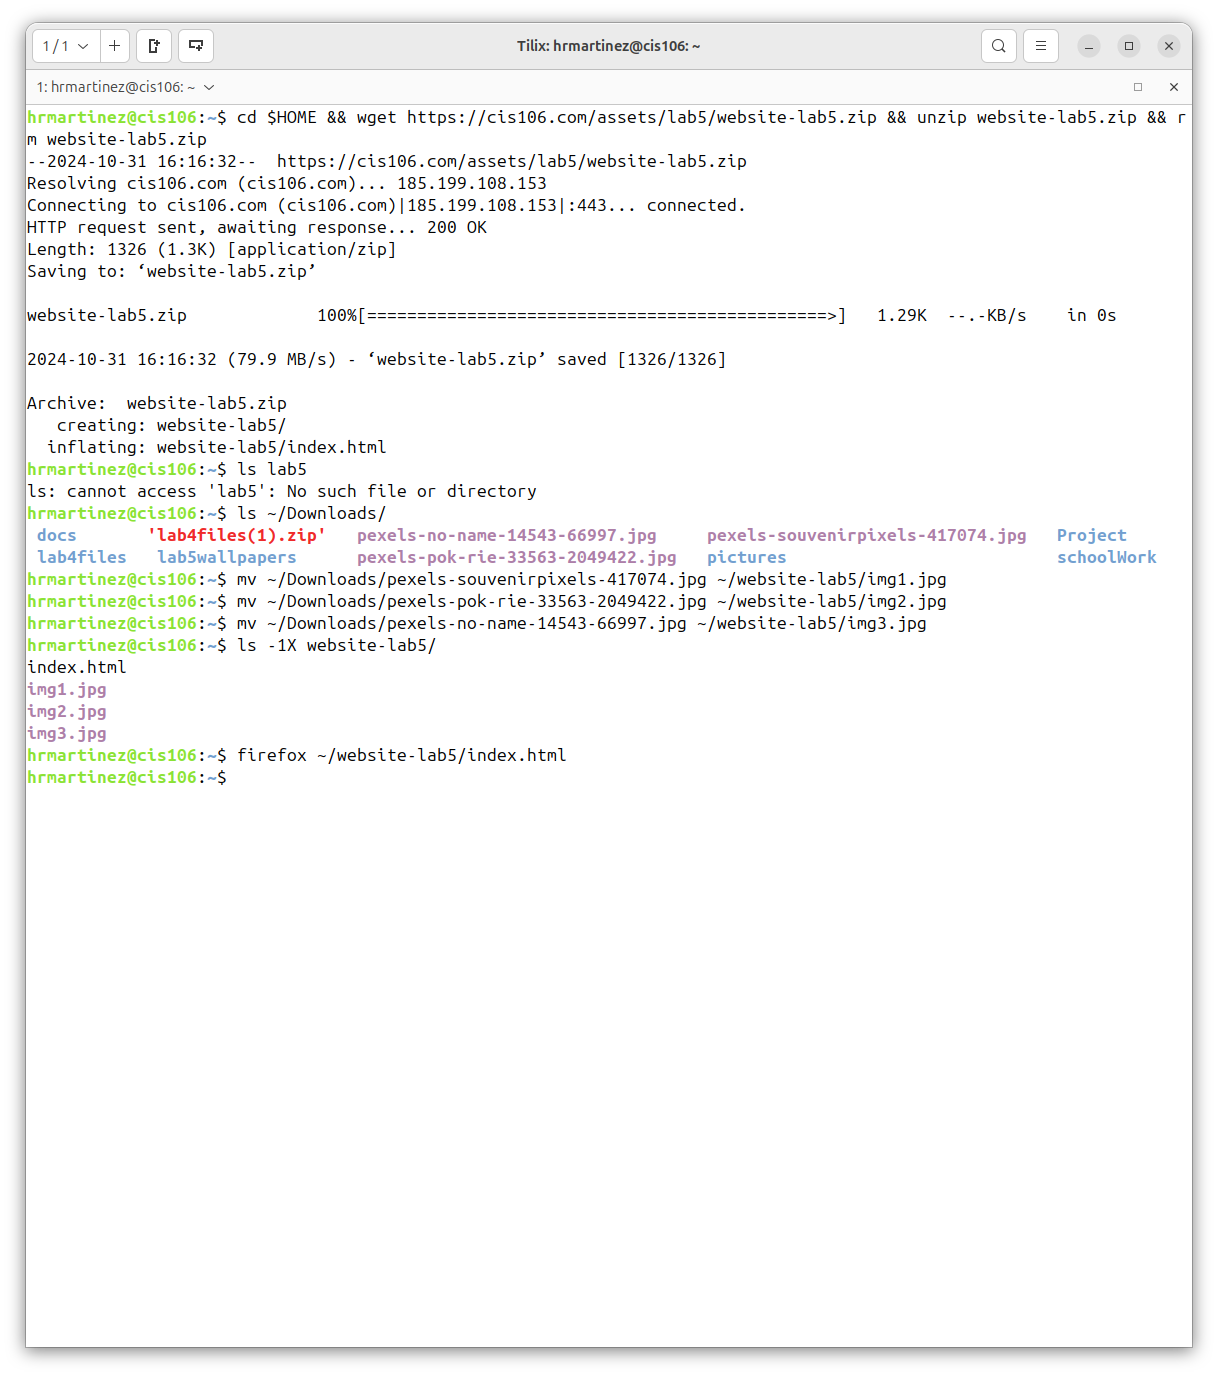 1 / 1
Tilix: hrmartinez@cis106: ~
1: hrmartinez@cis106: ~
hrmartinez@cis106:~$ cd $HOME && wget https://cis106.com/assets/lab5/website-lab5.zip && unzip website-lab5.zip && r
m website-lab5.zip
--2024-10-31 16:16:32--  https://cis106.com/assets/lab5/website-lab5.zip
Resolving cis106.com (cis106.com)... 185.199.108.153
Connecting to cis106.com (cis106.com)|185.199.108.153|:443... connected.
HTTP request sent, awaiting response... 200 OK
Length: 1326 (1.3K) [application/zip]
Saving to: ‘website-lab5.zip’
website-lab5.zip             100%[==============================================>]   1.29K  --.-KB/s    in 0s
2024-10-31 16:16:32 (79.9 MB/s) - ‘website-lab5.zip’ saved [1326/1326]
Archive:  website-lab5.zip
   creating: website-lab5/
  inflating: website-lab5/index.html
hrmartinez@cis106:~$ ls lab5
ls: cannot access 'lab5': No such file or directory
hrmartinez@cis106:~$ ls ~/Downloads/
 docs       'lab4files(1).zip'   pexels-no-name-14543-66997.jpg     pexels-souvenirpixels-417074.jpg   Project
 lab4files   lab5wallpapers      pexels-pok-rie-33563-2049422.jpg   pictures                           schoolWork
hrmartinez@cis106:~$ mv ~/Downloads/pexels-souvenirpixels-417074.jpg ~/website-lab5/img1.jpg
hrmartinez@cis106:~$ mv ~/Downloads/pexels-pok-rie-33563-2049422.jpg ~/website-lab5/img2.jpg
hrmartinez@cis106:~$ mv ~/Downloads/pexels-no-name-14543-66997.jpg ~/website-lab5/img3.jpg
hrmartinez@cis106:~$ ls -1X website-lab5/
index.html
img1.jpg
img2.jpg
img3.jpg
hrmartinez@cis106:~$ firefox ~/website-lab5/index.html
hrmartinez@cis106:~$